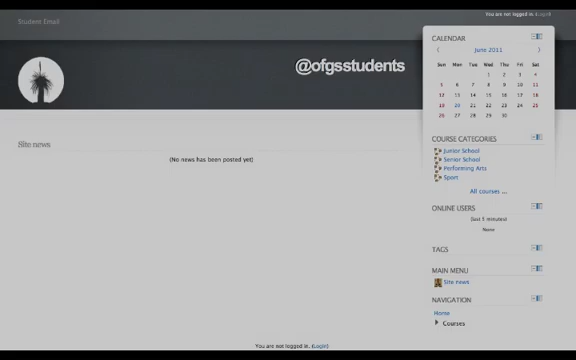 Student Email
You are not logged in. (Login)
@ofgsstudents
CALENDAR
June 2011
Sun Mon Tue Wed Thu Fri Sat
1 2 3 4
5 6 7 8 9 10 11
12 13 14 15 16 17 18
19 20 21 22 23 24 25
26 27 28 29 30
Site news
(No news has been posted yet)
COURSE CATEGORIES
Junior School
Senior School
Performing Arts
Sport
All courses ...
ONLINE USERS
(last 5 minutes)
None
TAGS
MAIN MENU
Site news
NAVIGATION
Home
Courses
You are not logged in. (Login)